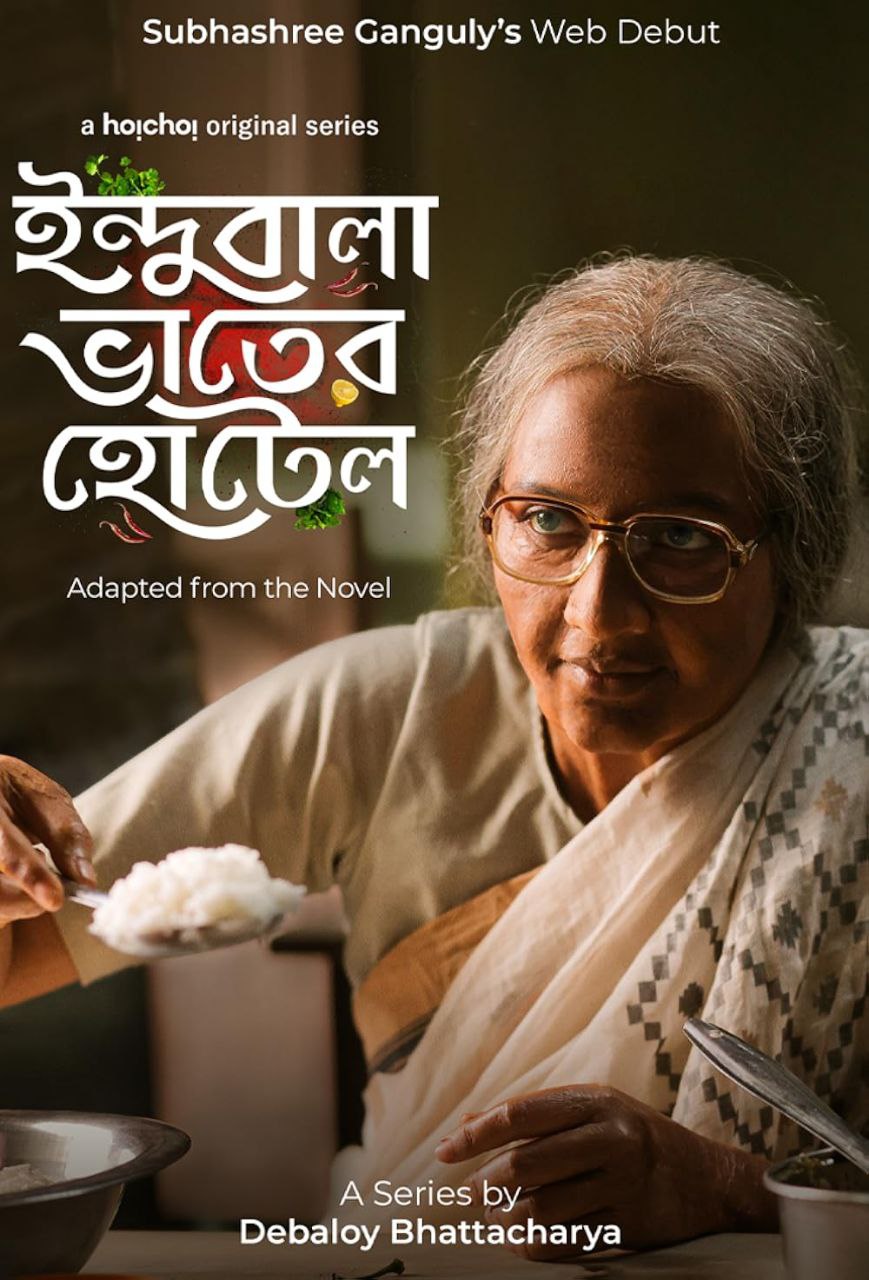 Subhashree Ganguly's Web Debut
a hoichoi original series
ইন্দুবালা
ভাতের
হোটেল
Adapted from the Novel
A Series by
Debaloy Bhattacharya